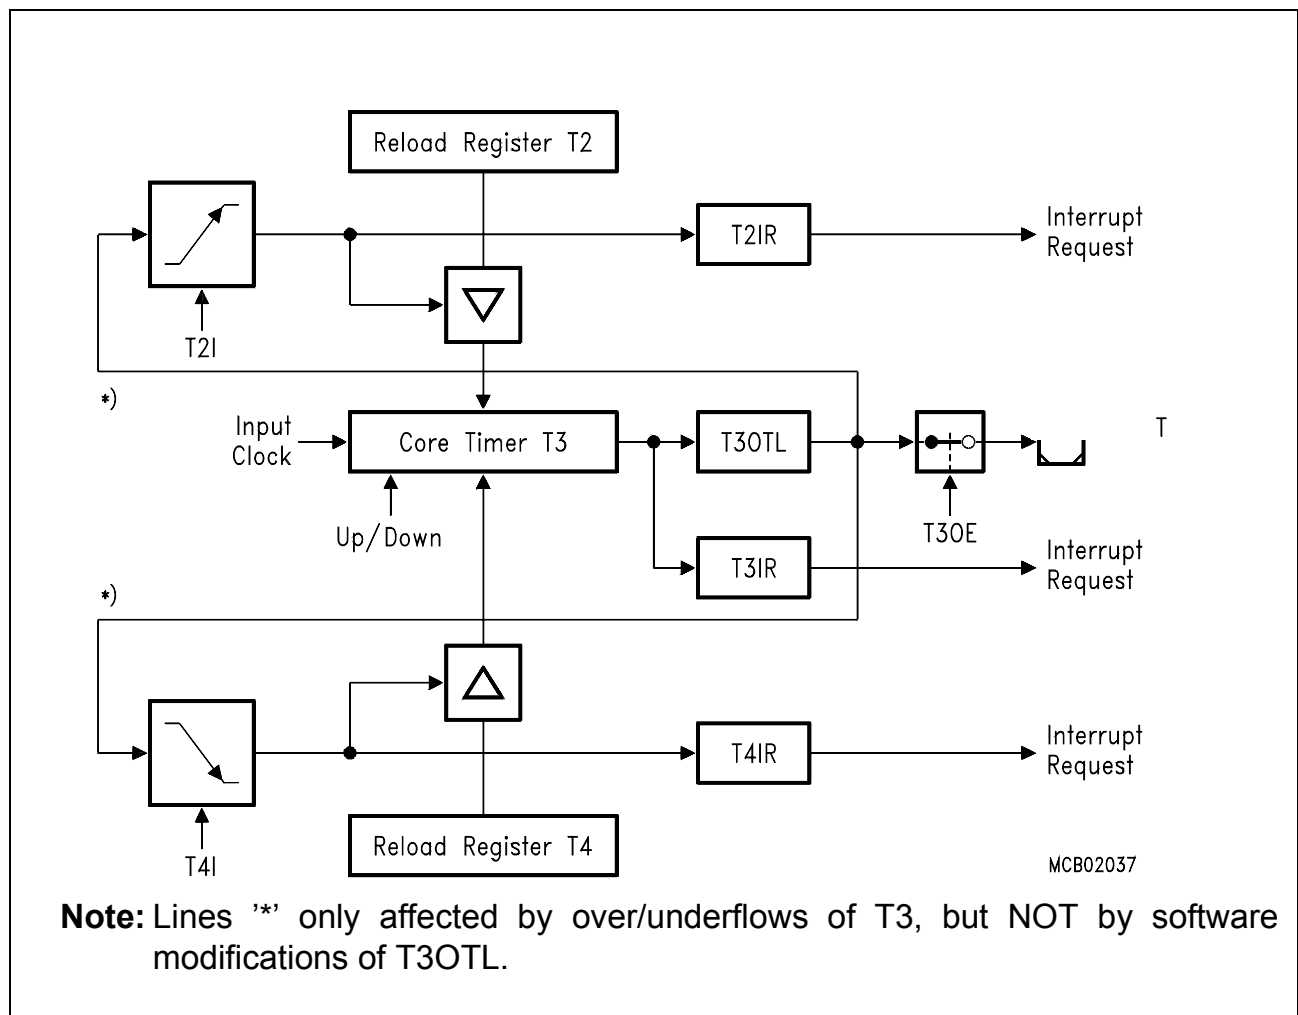 Reload Register T2
T2IR
Interrupt
Request
T2I
*)
Input
Clock
Core Timer T3
T3OTL
T
Up/Down
T3OE
T3IR
Interrupt
Request
*)
T4IR
Interrupt
Request
Reload Register T4
T4I
MCB02037
Note: Lines '*' only affected by over/underflows of T3, but NOT by software
modifications of T3OTL.